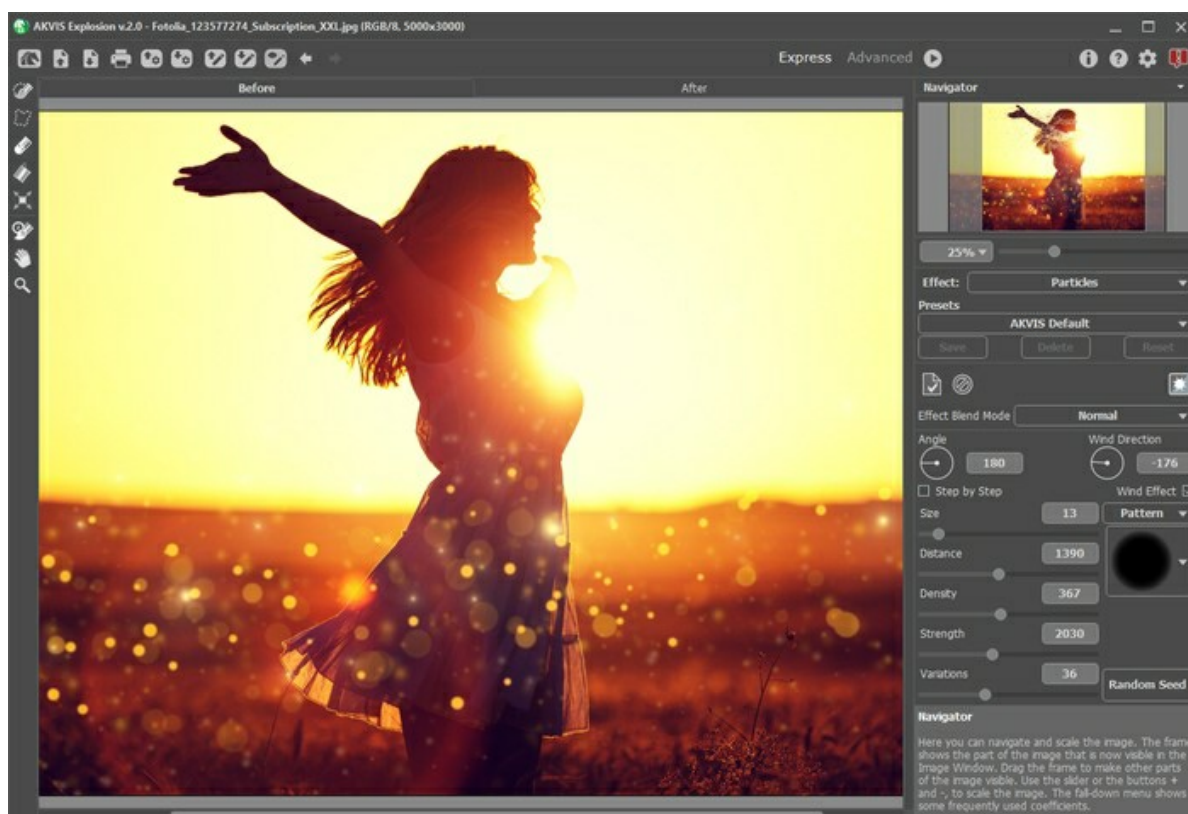 AKVIS Explosion v.2.0 - Fotolia_123577274_Subscription_XXL.jpg (RGB/8, 5000x3000)
Express Advanced
Before After
Navigator
25%
Effect: Particles
Presets
AKVIS Default
Save Delete Reset
Effect Blend Mode Normal
Angle Wind Direction
180 -176
Step by Step Wind Effect
Size 13 Pattern
Distance 1390
Density 367
Strength 2030
Variations 36 Random Seed
Navigator
Here you can navigate and scale the image. The frame
shows the part of the image that is now visible in the
Image Window. Drag the frame to make other parts
of the image visible. Use the slider or the buttons +
and -, to scale the image. The fall-down menu shows
some frequently used coefficients.